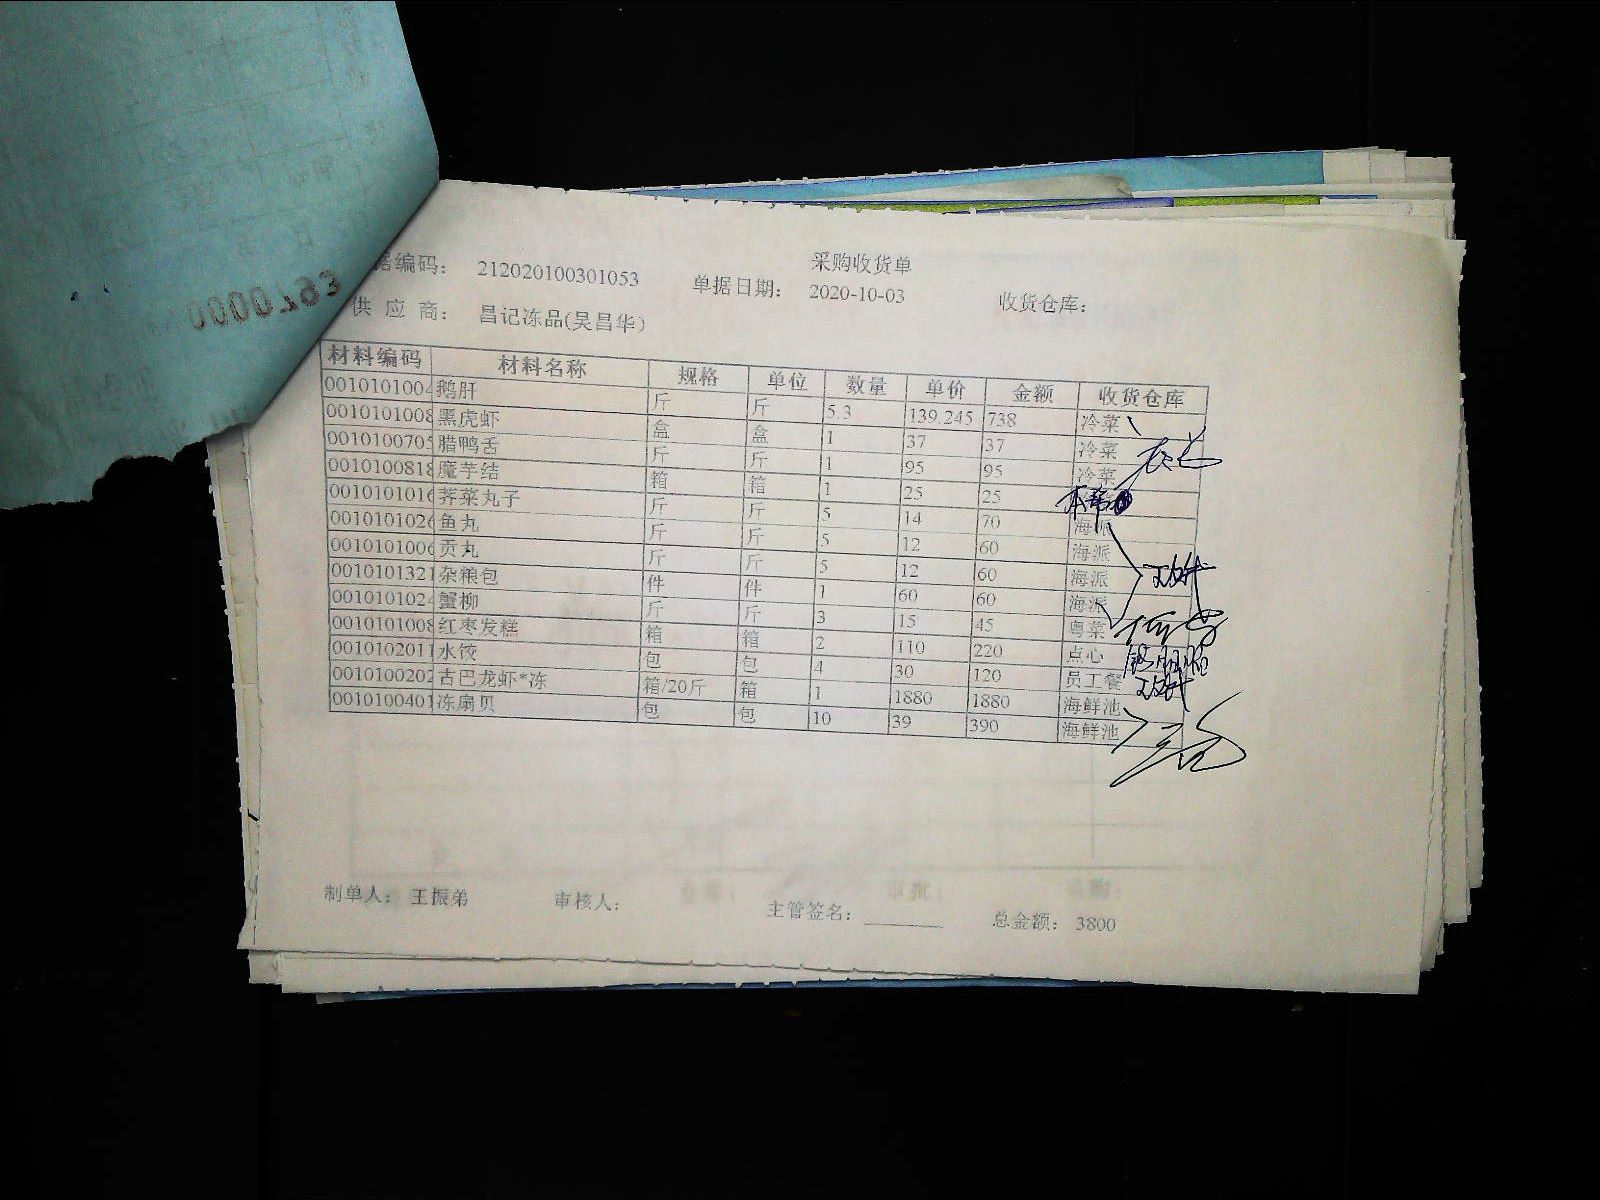 采购收货单
据编码： 212020100301053 单据日期： 2020-10-03 收货仓库：
供 应 商： 昌记冻品(吴昌华)
材料编码 材料名称 规格 单位 数量 单价 金额 收货仓库
001010100 鹅肝 斤 斤 5.3 139.245 738 冷菜
0010101008 黑虎虾 盒 盒 1 37 37 冷菜
001010070 腊鸭舌 斤 斤 1 95 95 冷菜
0010100818 魔芋结 箱 箱 1 25 25
001010101 荠菜丸子 斤 斤 5 14 70 海派
001010102 鱼丸 斤 斤 5 12 60 海派
001010100 贡丸 斤 斤 5 12 60 海派
0010101321 杂粮包 件 件 1 60 60 海派
001010102 蟹柳 斤 斤 3 15 45 粤菜
001010100 红枣发糕 箱 箱 2 110 220 点心
0010102011 水饺 包 包 4 30 120 员工餐
001010020 古巴龙虾*冻 箱/20斤 箱 1 1880 1880 海鲜池
0010100401 冻扇贝 包 包 10 39 390 海鲜池
制单人： 王振弟 审核人： 主管签名： 总金额： 3800